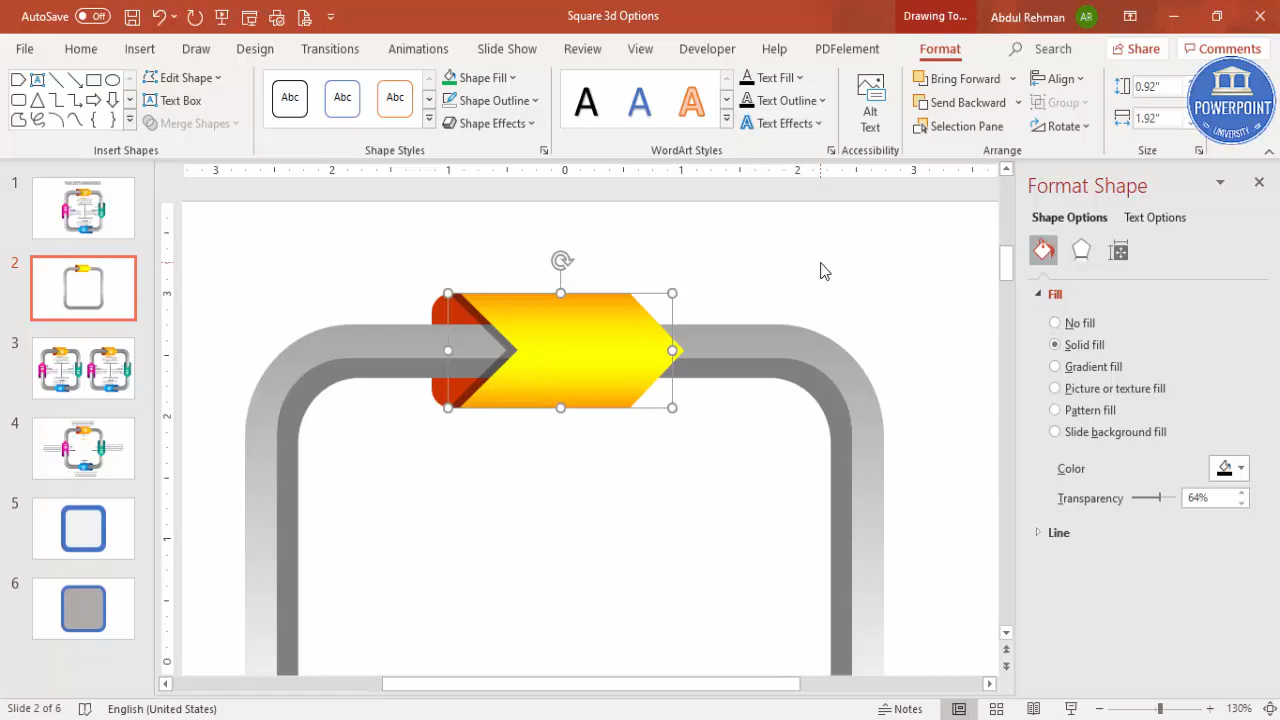 AutoSave Off Square 3d Options Drawing To... Abdul Rehman AR
File Home Insert Draw Design Transitions Animations Slide Show Review View Developer Help PDFelement Format Search Share Comments
Edit Shape Text Box Merge Shapes
Insert Shapes
Abc Abc Abc
Shape Fill
Shape Outline
Shape Effects
Shape Styles
A A A
Text Fill
Text Outline
Text Effects
WordArt Styles
Alt
Text
Accessibility
Bring Forward
Send Backward
Selection Pane
Align
Group
Rotate
Arrange
0.92"
1.92"
Size
POWERPOINT
UNIVERSITY
3 2 1 0 1 2 3
3
2
1
0
1
2
3
4
5
6
Format Shape
Shape Options Text Options
Fill
No fill
Solid fill
Gradient fill
Picture or texture fill
Pattern fill
Slide background fill
Color
Transparency 64%
Line
Slide 2 of 6 English (United States) Notes 130%